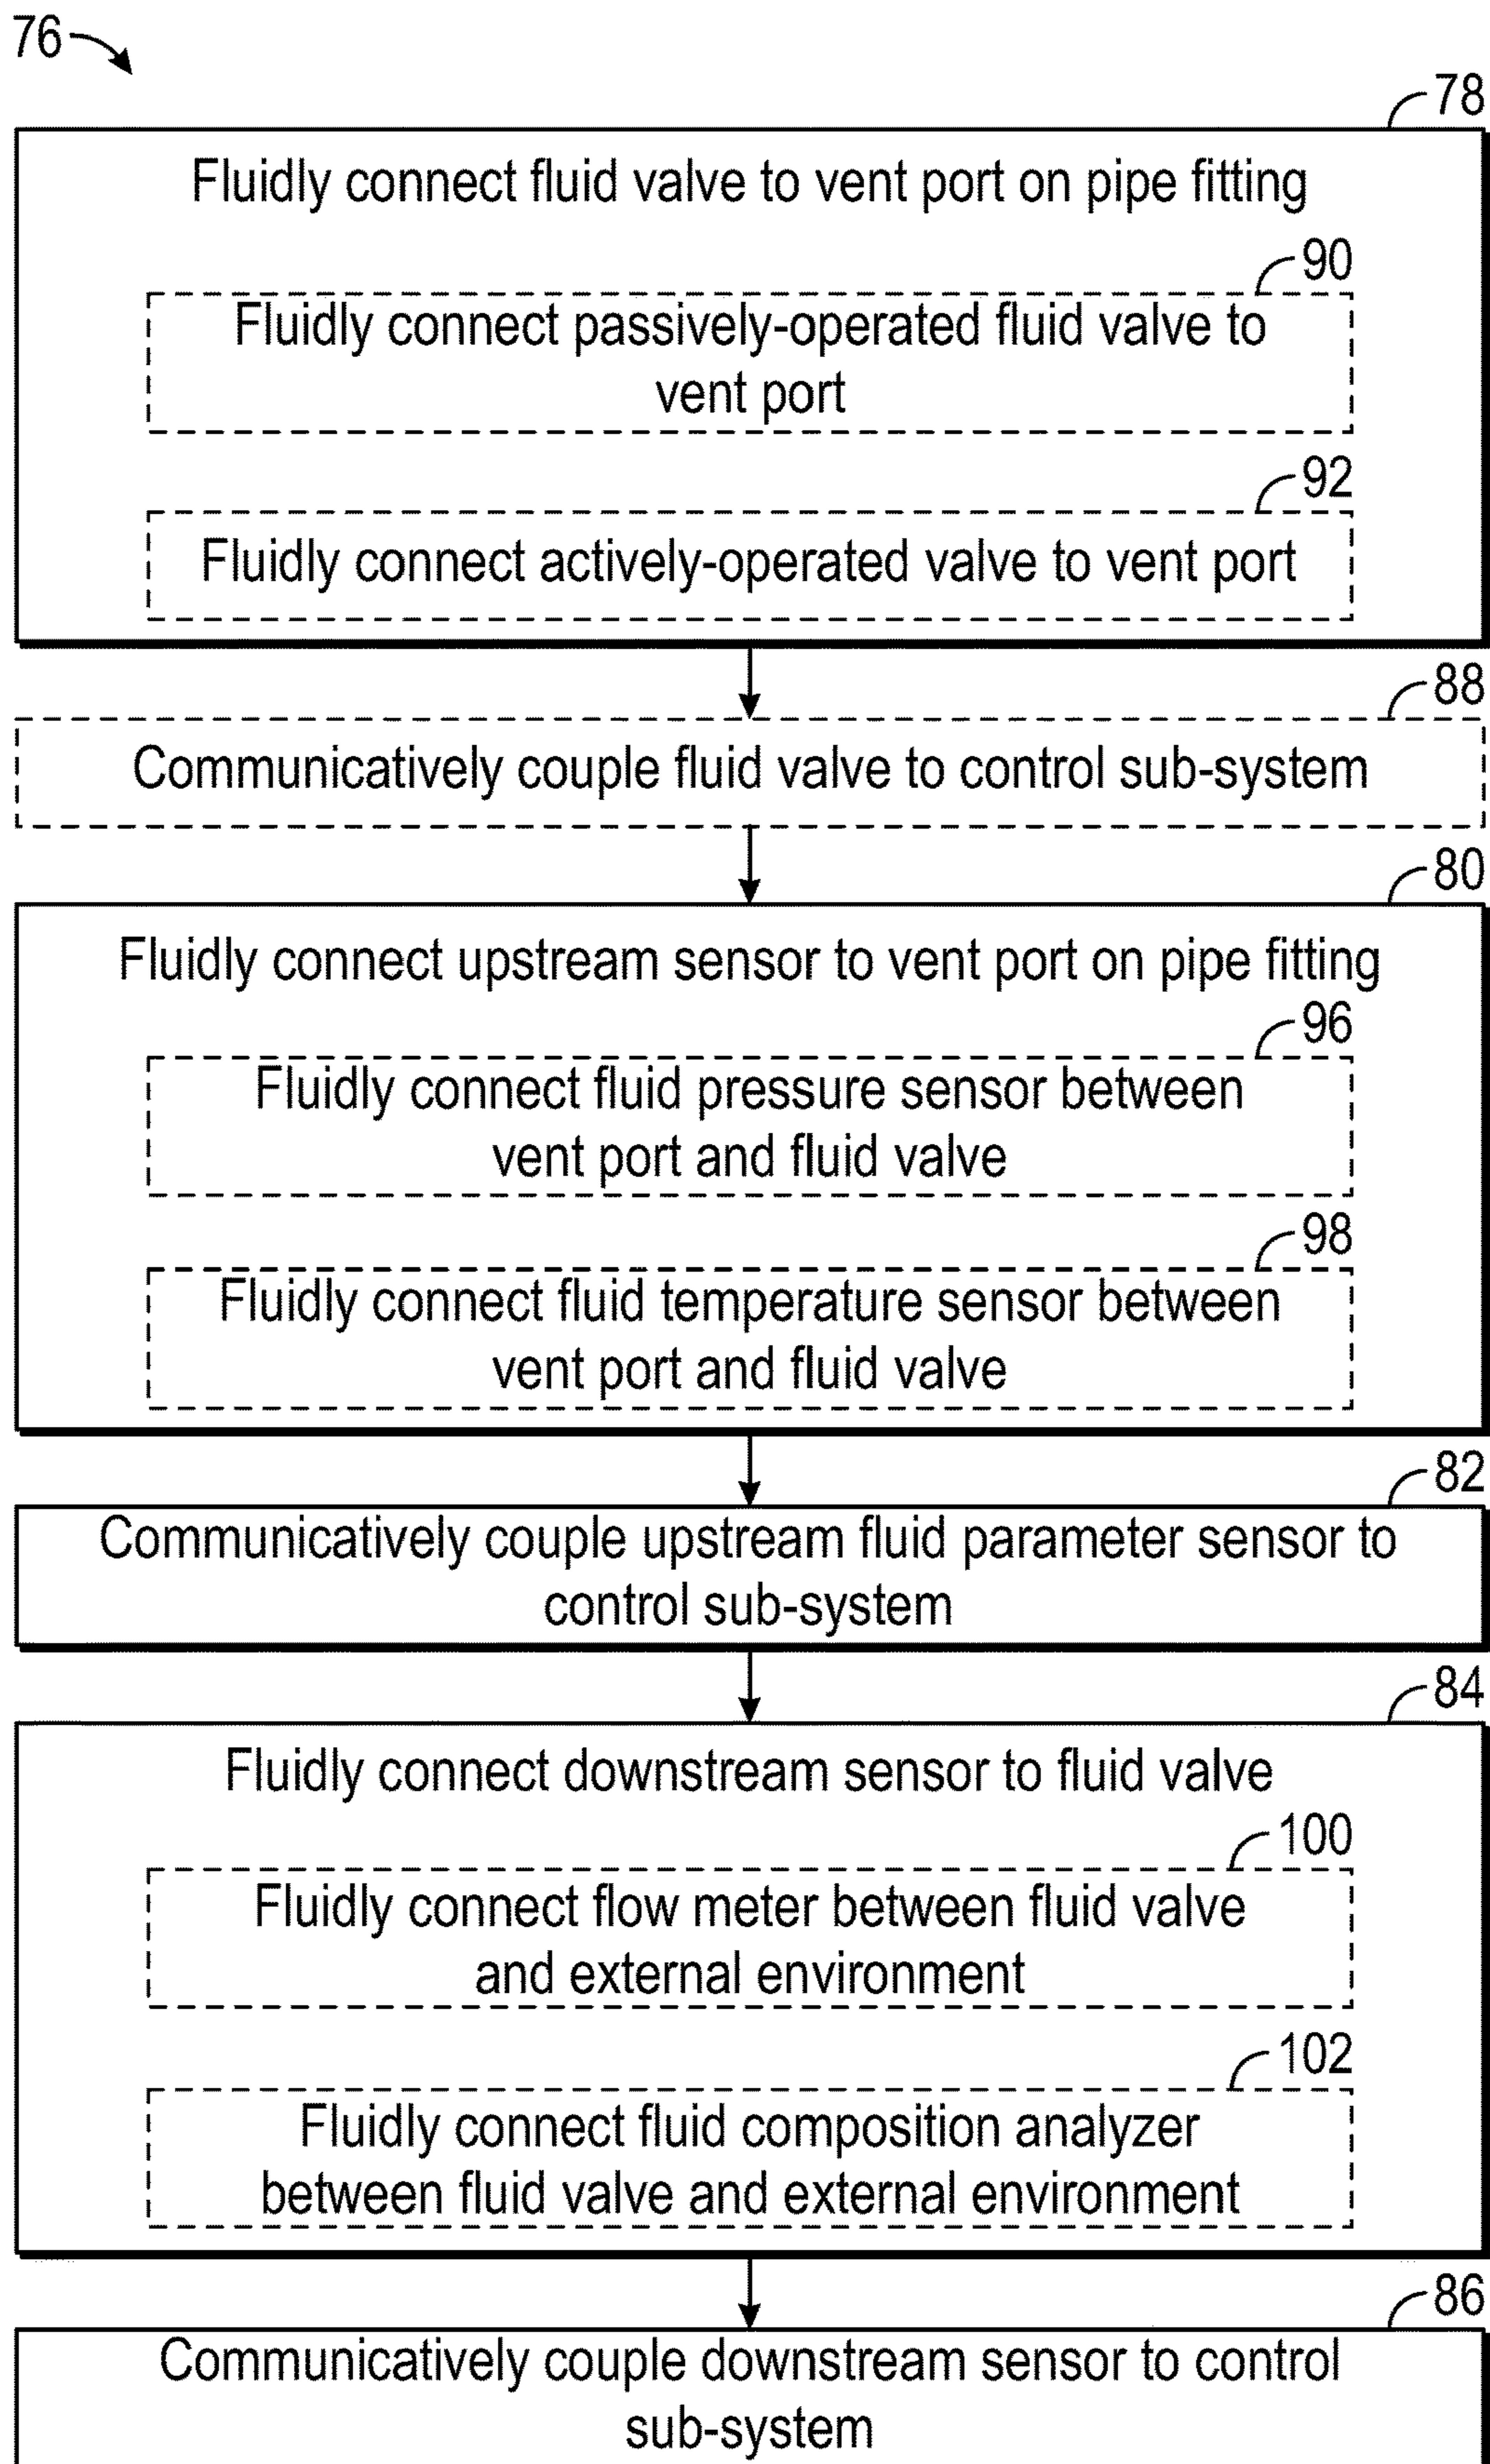 76
78
Fluidly connect fluid valve to vent port on pipe fitting
90
Fluidly connect passively-operated fluid valve to
vent port
92
Fluidly connect actively-operated valve to vent port
88
Communicatively couple fluid valve to control sub-system
80
Fluidly connect upstream sensor to vent port on pipe fitting
96
Fluidly connect fluid pressure sensor between
vent port and fluid valve
98
Fluidly connect fluid temperature sensor between
vent port and fluid valve
82
Communicatively couple upstream fluid parameter sensor to
control sub-system
84
Fluidly connect downstream sensor to fluid valve
100
Fluidly connect flow meter between fluid valve
and external environment
102
Fluidly connect fluid composition analyzer
between fluid valve and external environment
86
Communicatively couple downstream sensor to control
sub-system